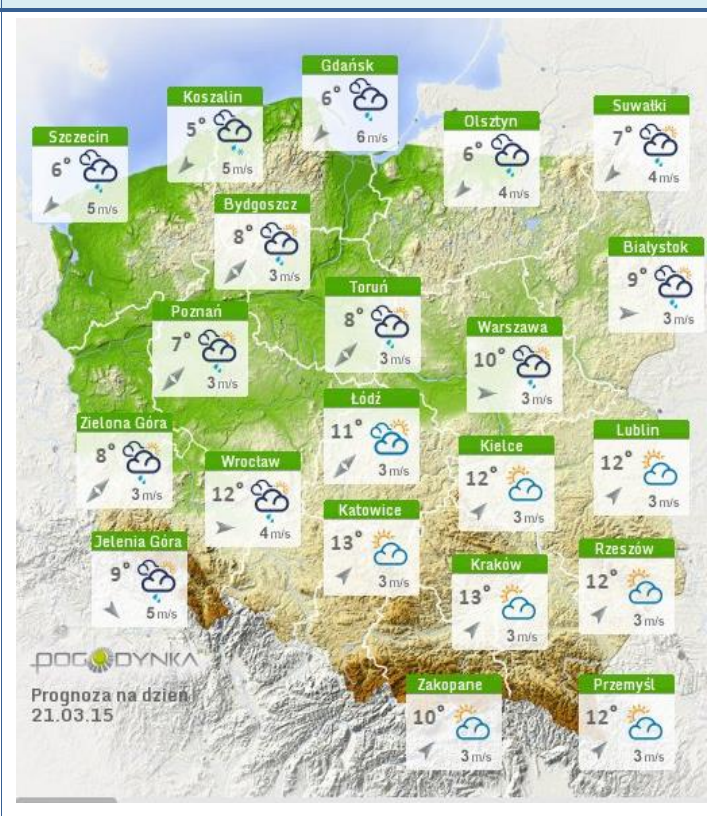 Gdańsk
6°
6 m/s
Koszalin
5°
5 m/s
Suwałki
7°
4 m/s
Olsztyn
6°
4 m/s
Szczecin
6°
5 m/s
Bydgoszcz
8°
3 m/s
Białystok
9°
3 m/s
Toruń
8°
3 m/s
Poznań
7°
3 m/s
Warszawa
10°
3 m/s
Łódź
11°
3 m/s
Zielona Góra
8°
3 m/s
Lublin
12°
3 m/s
Kielce
12°
3 m/s
Wrocław
12°
4 m/s
Katowice
13°
3 m/s
Jelenia Góra
9°
5 m/s
Rzeszów
12°
3 m/s
Kraków
13°
3 m/s
POGODYNKA
Prognoza na dzień
21.03.15
Zakopane
10°
3 m/s
Przemyśl
12°
3 m/s